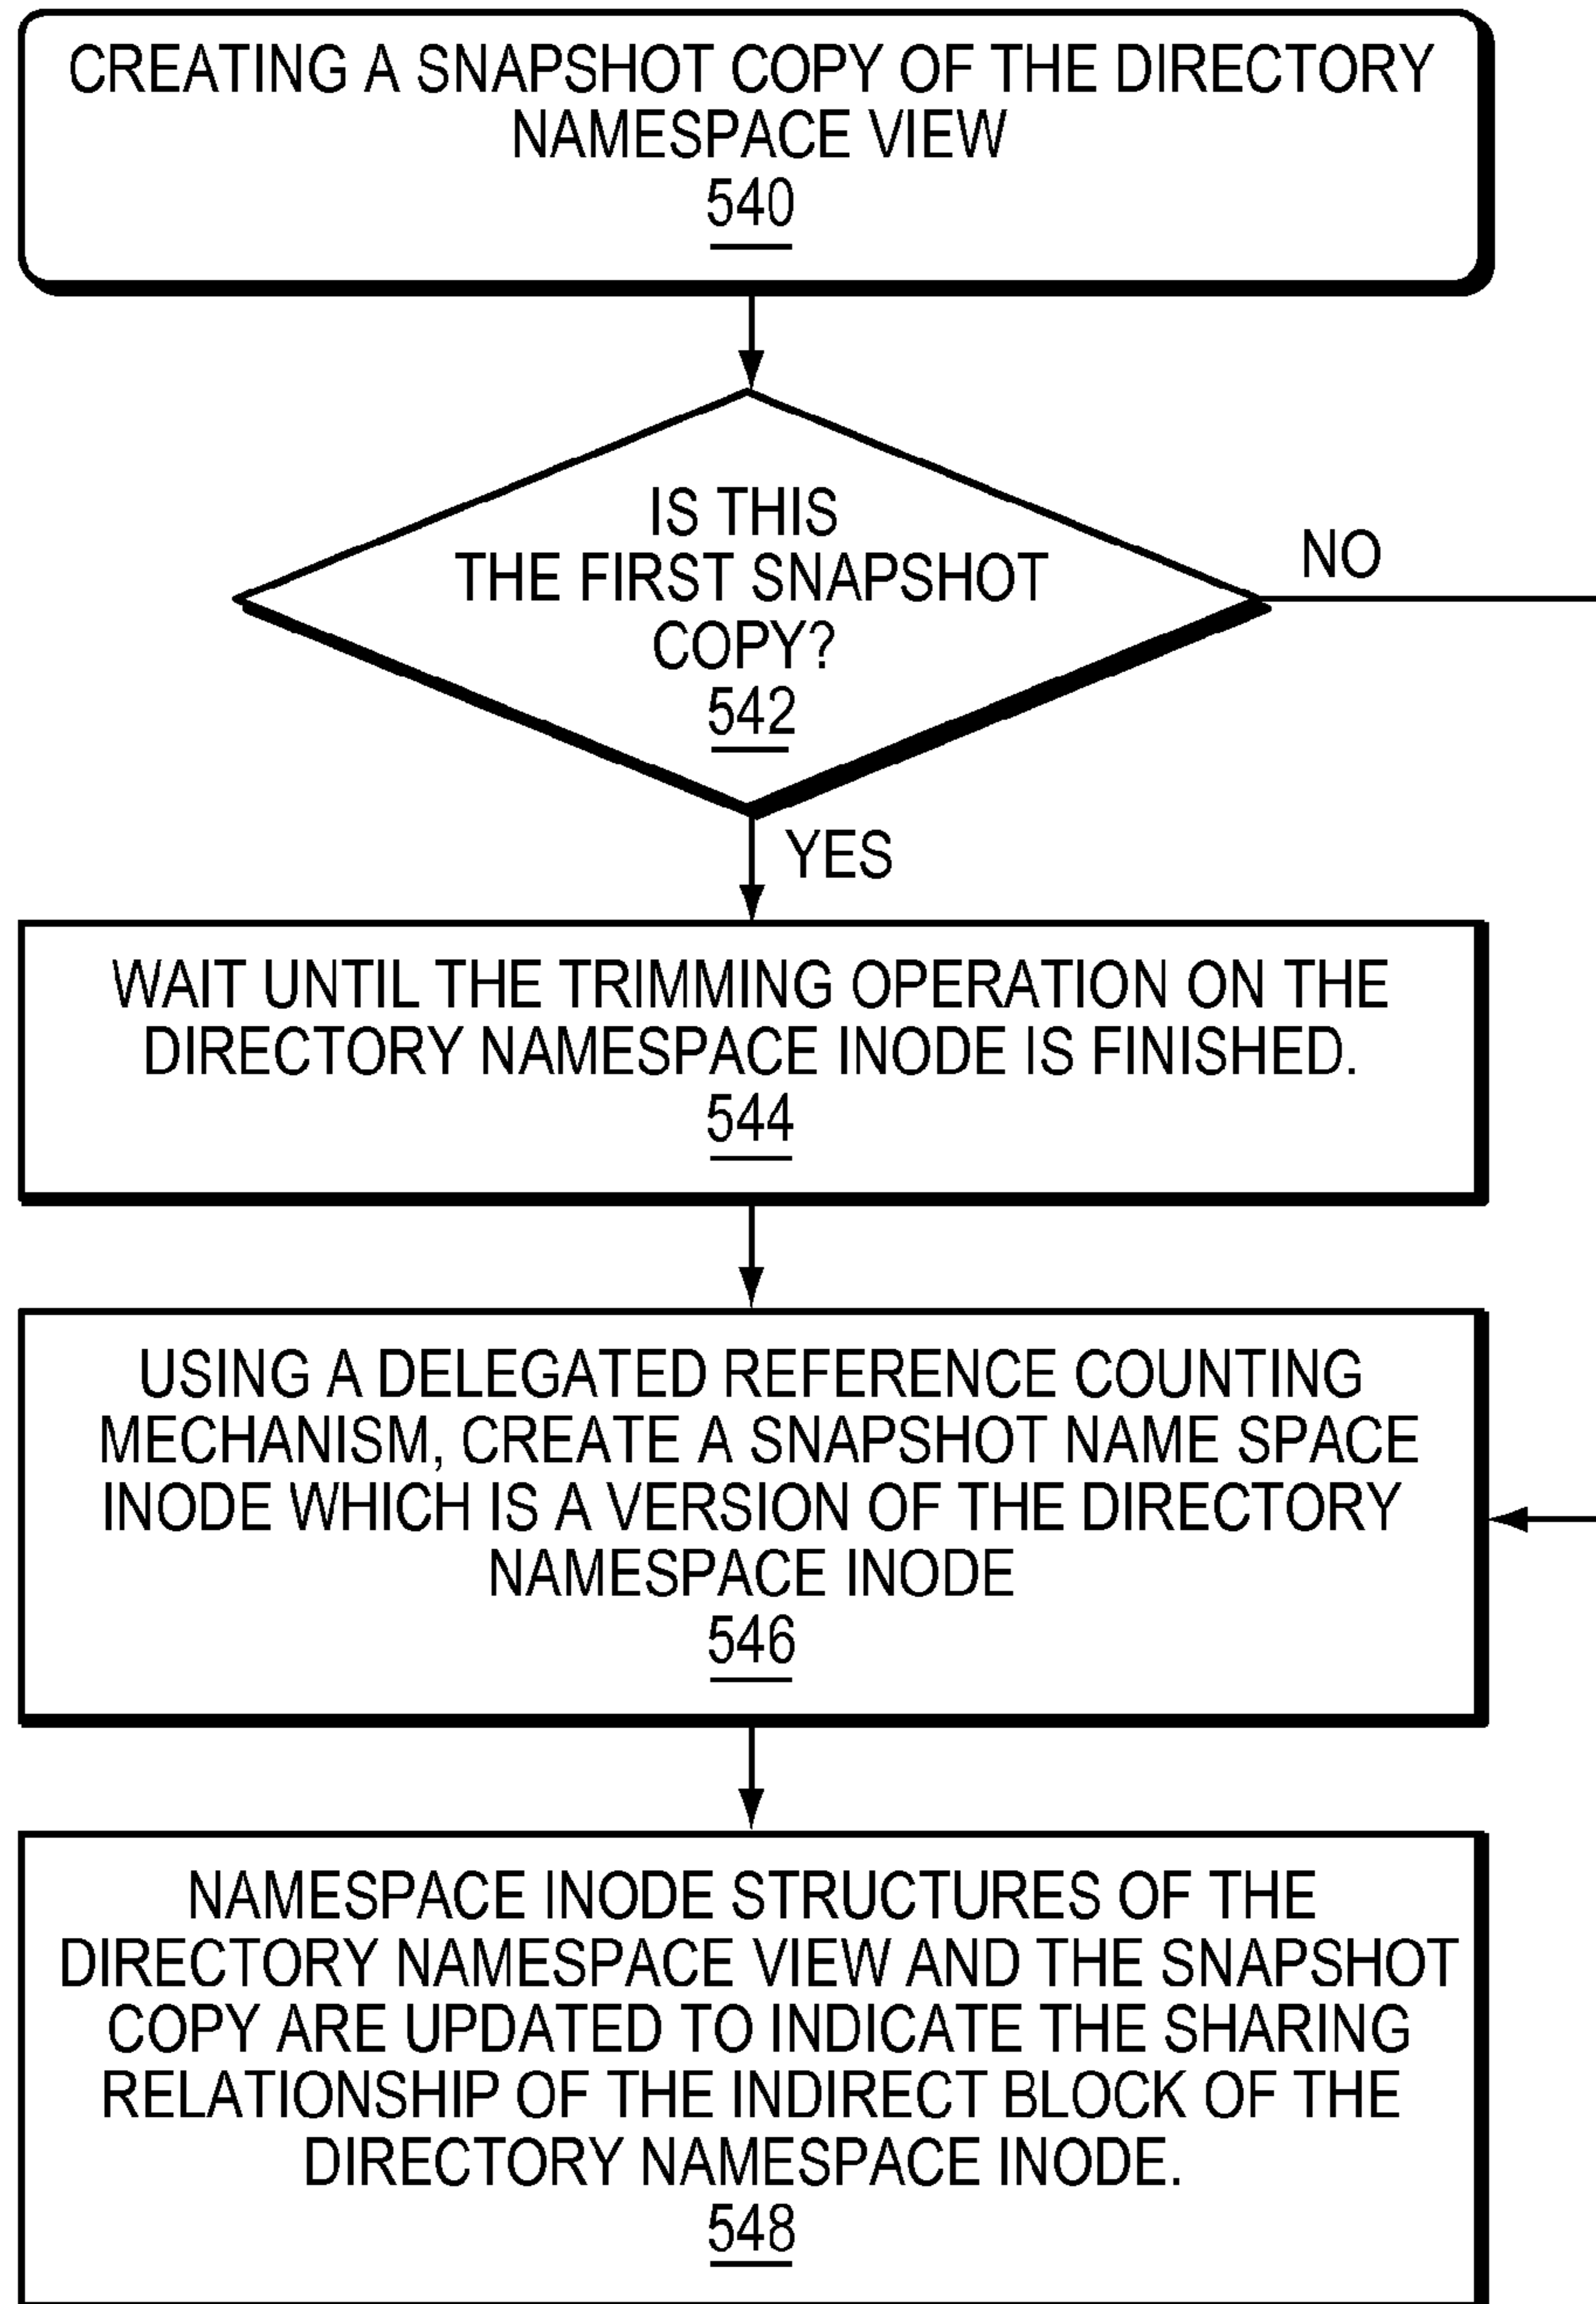 CREATING A SNAPSHOT COPY OF THE DIRECTORY
NAMESPACE VIEW
540
IS THIS
THE FIRST SNAPSHOT
COPY?
542
NO
YES
WAIT UNTIL THE TRIMMING OPERATION ON THE
DIRECTORY NAMESPACE INODE IS FINISHED.
544
USING A DELEGATED REFERENCE COUNTING
MECHANISM, CREATE A SNAPSHOT NAME SPACE
INODE WHICH IS A VERSION OF THE DIRECTORY
NAMESPACE INODE
546
NAMESPACE INODE STRUCTURES OF THE
DIRECTORY NAMESPACE VIEW AND THE SNAPSHOT
COPY ARE UPDATED TO INDICATE THE SHARING
RELATIONSHIP OF THE INDIRECT BLOCK OF THE
DIRECTORY NAMESPACE INODE.
548